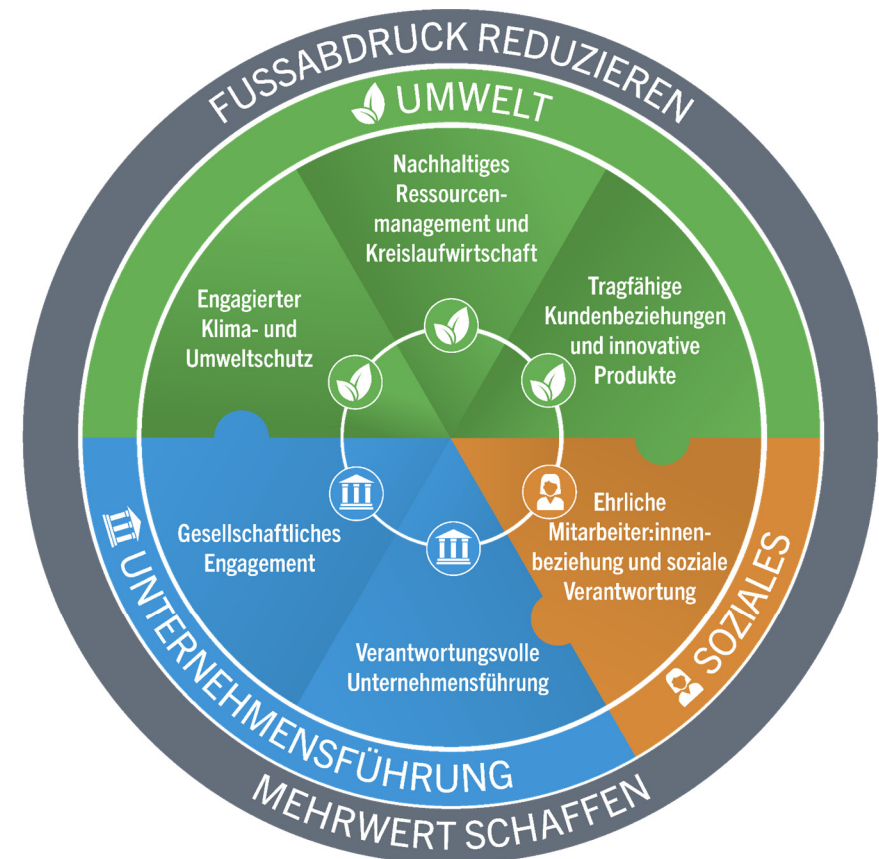 FUSSABDRUCK REDUZIEREN
UMWELT
Nachhaltiges
Ressourcen-
management und
Kreislaufwirtschaft
Engagierter
Klima- und
Umweltschutz
Tragfähige
Kundenbeziehungen
und innovative
Produkte
Gesellschaftliches
Engagement
Ehrliche
Mitarbeiter:innen-
beziehung und soziale
Verantwortung
Verantwortungsvolle
Unternehmensführung
SOZIALES
UNTERNEHMENSFÜHRUNG
MEHRWERT SCHAFFEN